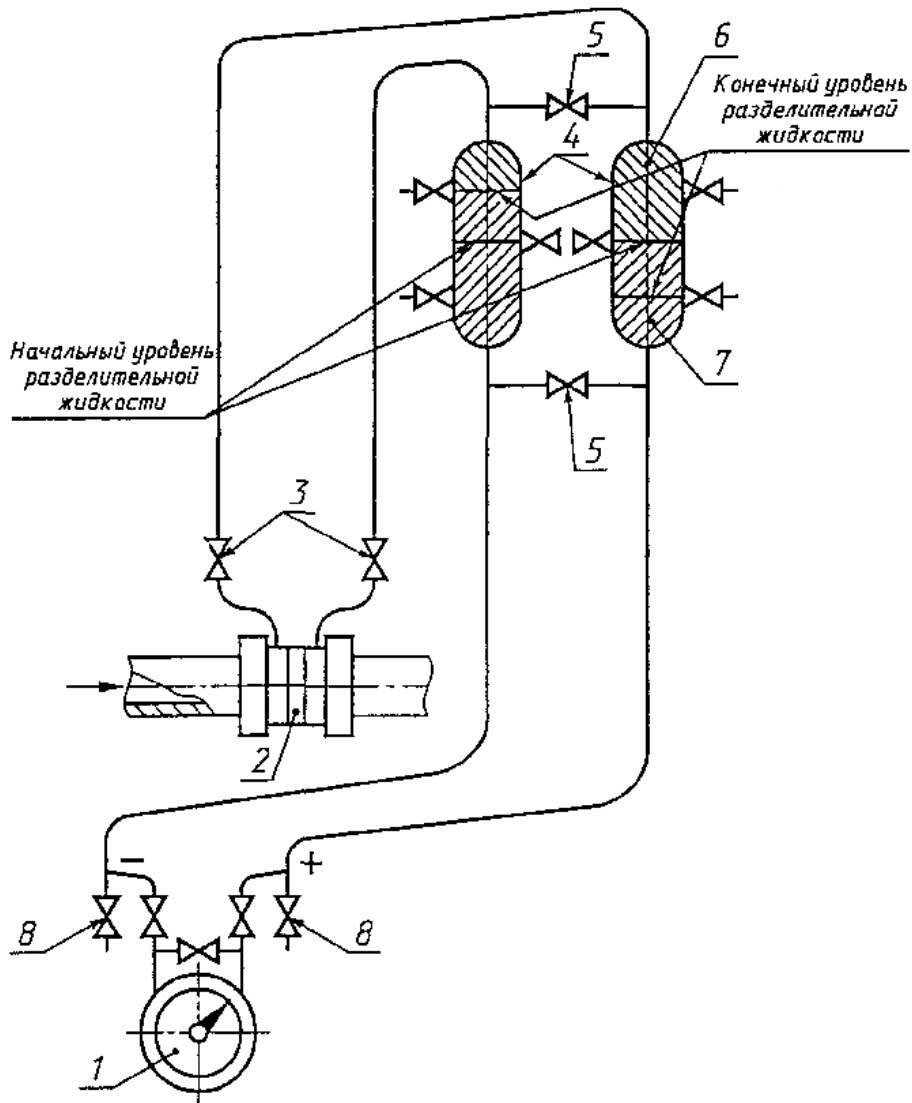 5
6
Конечный уровень
разделительной
жидкости
4
Начальный уровень
разделительной
жидкости
7
5
3
2
−
+
8
8
1